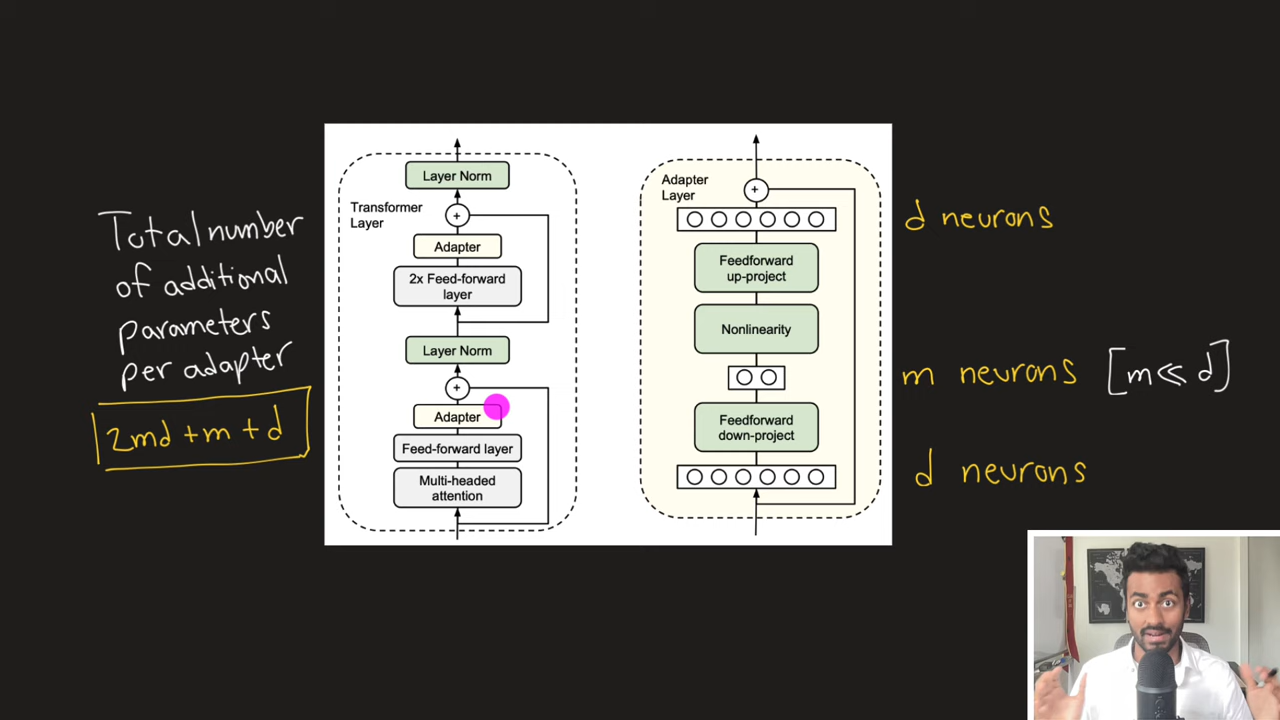 Total number
of additional
parameters
per adapter
2md + m + d
Layer Norm
Transformer
Layer
+
Adapter
2x Feed-forward
layer
Layer Norm
+
Adapter
Feed-forward layer
Multi-headed
attention
Adapter
Layer
+
Feedforward
up-project
Nonlinearity
Feedforward
down-project
d neurons
m neurons [m << d]
d neurons